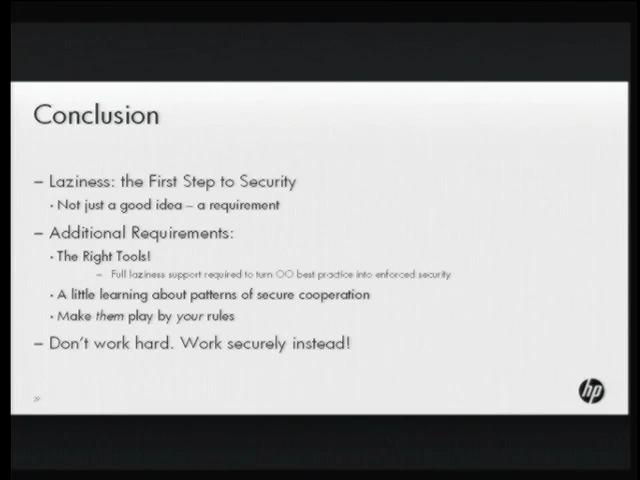 Conclusion
– Laziness: the First Step to Security
• Not just a good idea – a requirement
– Additional Requirements:
• The Right Tools!
– Full laziness support required to turn OO best practice into enforced security
• A little learning about patterns of secure cooperation
• Make them play by your rules
– Don't work hard. Work securely instead!
hp